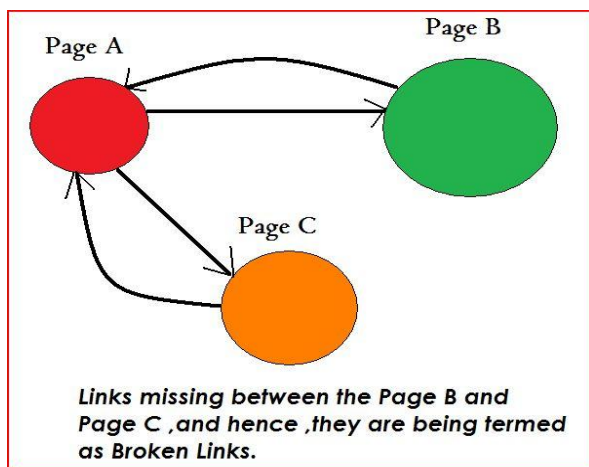 Page A
Page B
Page C
Links missing between the Page B and
Page C ,and hence ,they are being termed
as Broken Links.